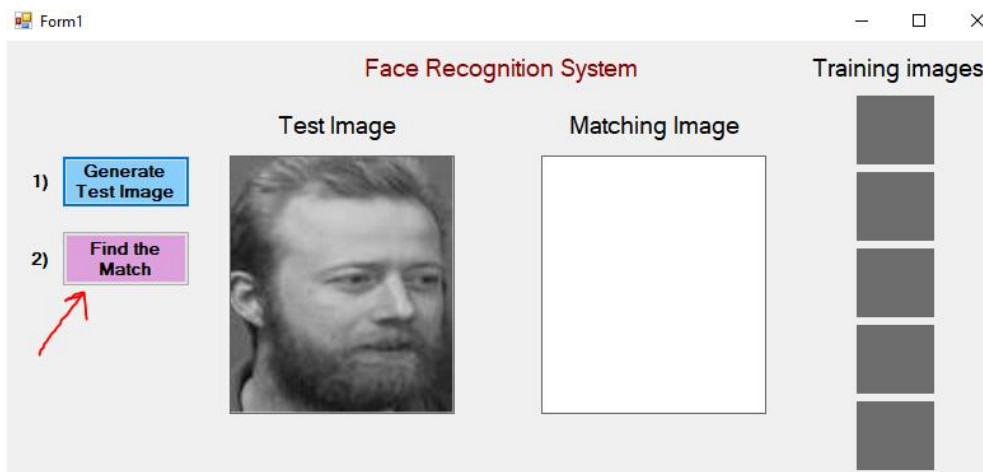 Form1
Face Recognition System
Training images
Test Image
Matching Image
1)
Generate
Test Image
2)
Find the
Match